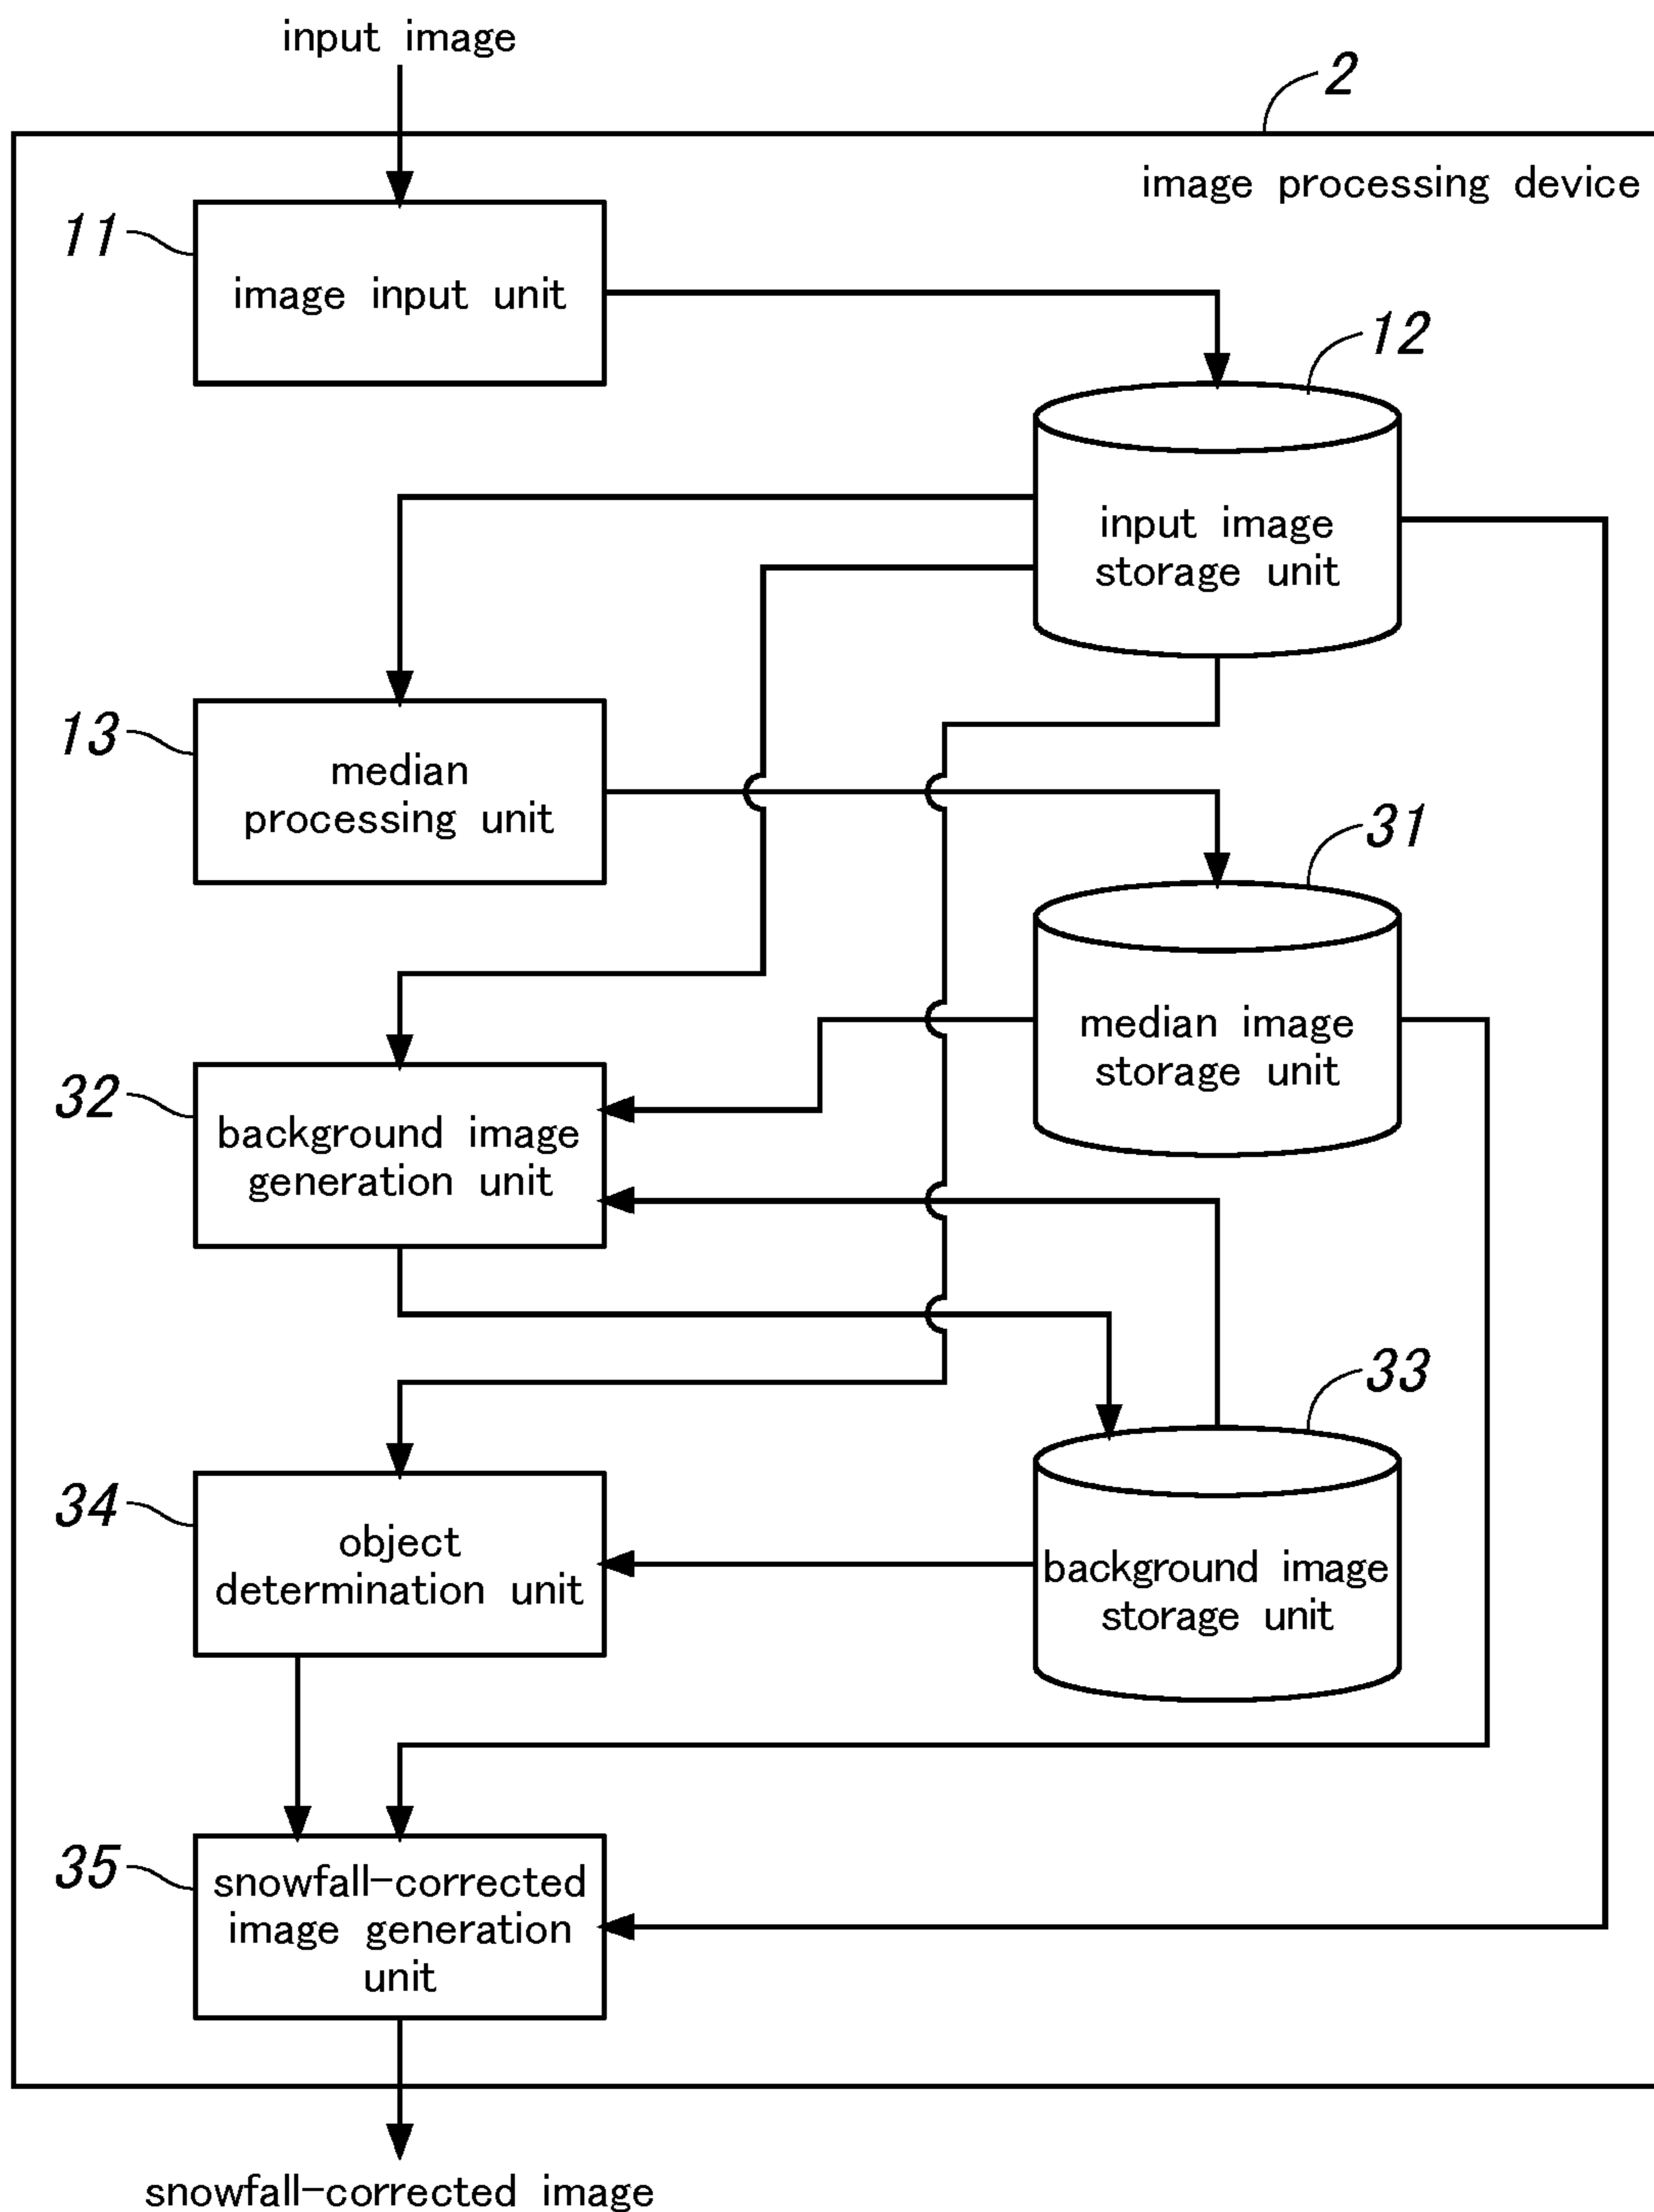 input image
2
image processing device
11
image input unit
12
input image
storage unit
13
median
processing unit
31
median image
storage unit
32
background image
generation unit
33
background image
storage unit
34
object
determination unit
35
snowfall-corrected
image generation
unit
snowfall-corrected image